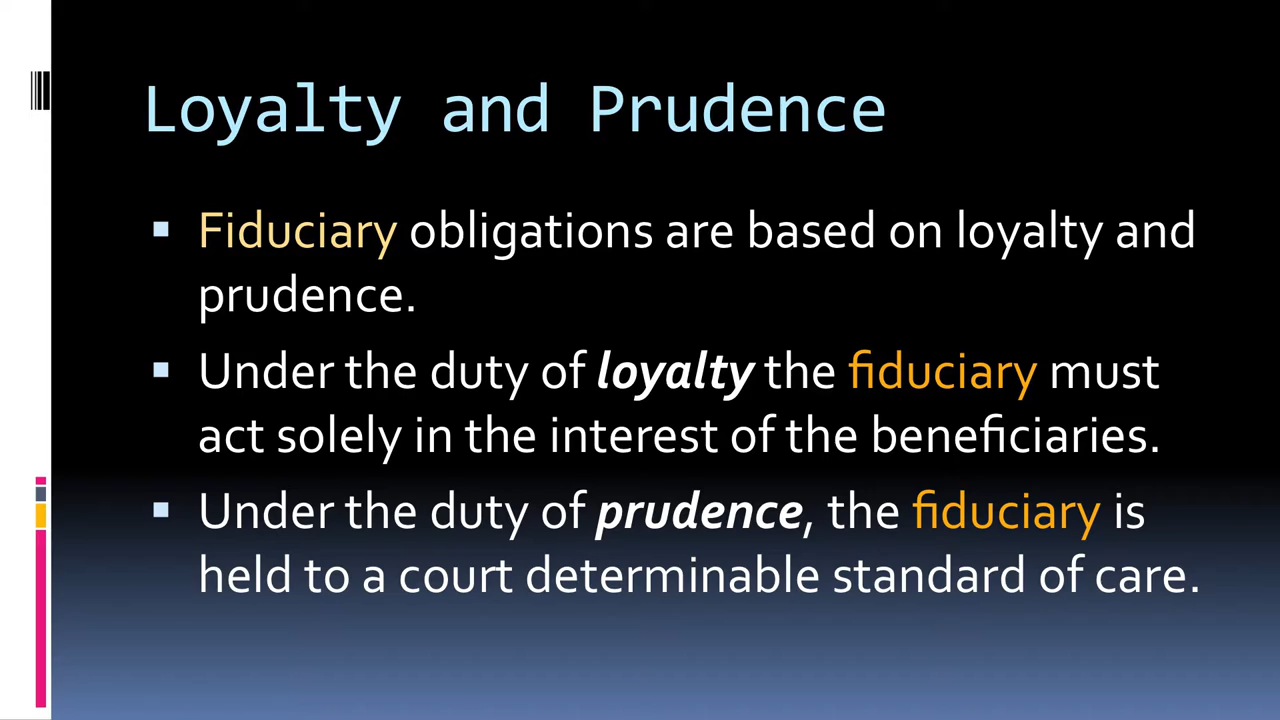 Loyalty and Prudence
Fiduciary obligations are based on loyalty and
prudence.
Under the duty of loyalty the fiduciary must
act solely in the interest of the beneficiaries.
Under the duty of prudence, the fiduciary is
held to a court determinable standard of care.